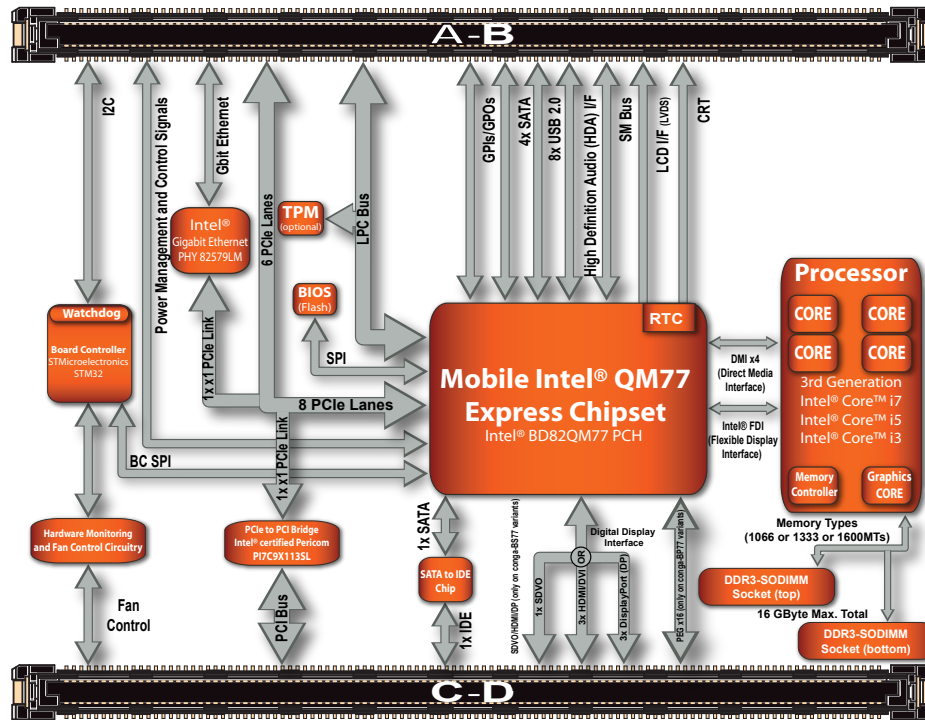 A-B
I2C
Power Management and Control Signals
Gbit Ethernet
6 PCIe Lanes
LPC Bus
GPIs/GPOs
4x SATA
8x USB 2.0
High Definition Audio (HDA) I/F
SM Bus
LCD I/F (LVDS)
CRT
Intel®
Gigabit Ethernet
PHY 82579LM
TPM
(optional)
BIOS
(Flash)
SPI
1x x1 PCIe Link
8 PCIe Lanes
1x x1 PCIe Link
BC SPI
Watchdog
Board Controller
STMicroelectronics
STM32
RTC
Mobile Intel® QM77
Express Chipset
Intel® BD82QM77 PCH
DMI x4
(Direct Media
Interface)
Intel® FDI
(Flexible Display
Interface)
Processor
CORE
CORE
CORE
CORE
3rd Generation
Intel® Core™ i7
Intel® Core™ i5
Intel® Core™ i3
Memory
Controller
Graphics
CORE
Memory Types
(1066 or 1333 or 1600MTs)
DDR3-SODIMM
Socket (top)
16 GByte Max. Total
DDR3-SODIMM
Socket (bottom)
Hardware Monitoring
and Fan Control Circuitry
Fan
Control
PCIe to PCI Bridge
Intel® certified Pericom
PI7C9X113SL
PCI Bus
1x SATA
SATA to IDE
Chip
1x IDE
SDVO/HDMI/DP (only on conga-BS77 variants)
Digital Display
Interface
OR
1x SDVO
3x HDMI/DVI
3x DisplayPort (DP)
PEG x16 (only on conga-BP77 variants)
C-D